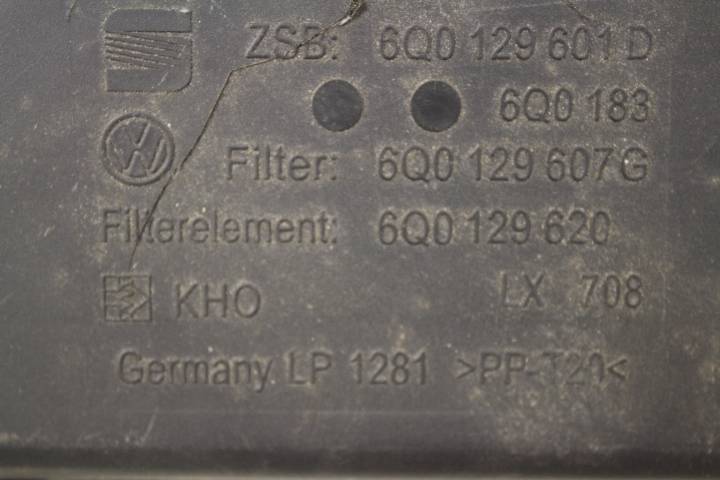 ZSB: 6Q0 129 601 D
6Q0 183
Filter: 6Q0 129 607 G
Filterelement: 6Q0 129 620
KHO LX 708
Germany LP 1281 >PP-T20<